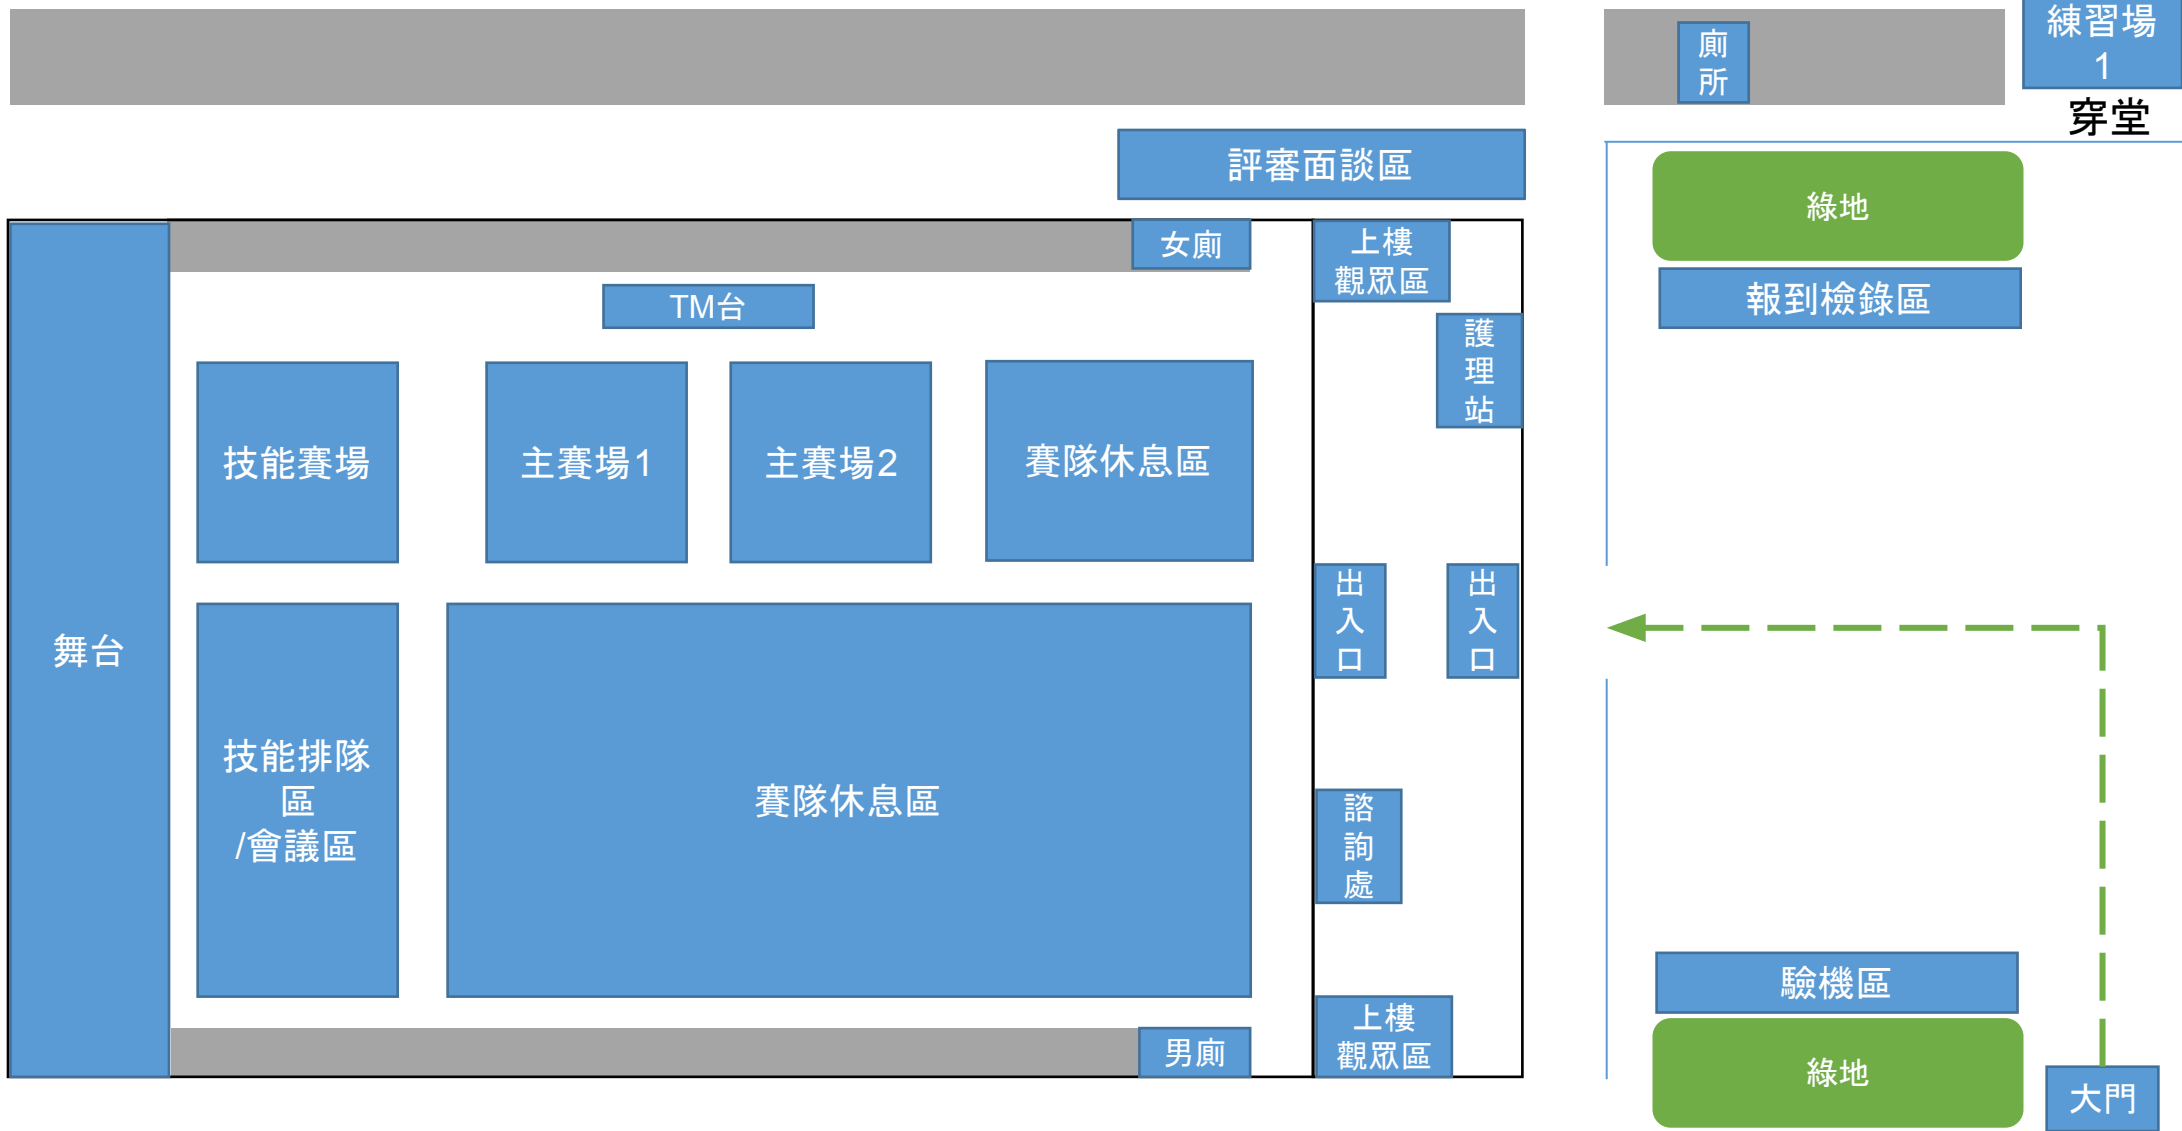 練習場
1
廁
所
穿堂
評審面談區
綠地
女廁
上樓
觀眾區
報到檢錄區
TM台
護
理
站
技能賽場
主賽場1
主賽場2
賽隊休息區
出
入
口
出
入
口
舞台
技能排隊
區
/會議區
賽隊休息區
諮
詢
處
驗機區
男廁
上樓
觀眾區
綠地
大門